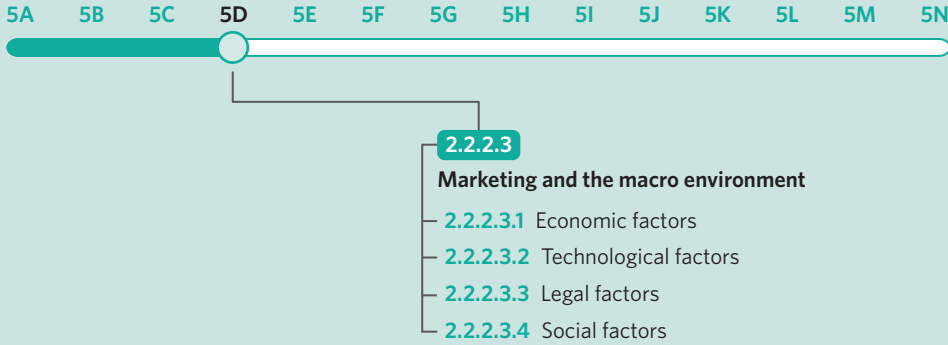 5A 5B 5C 5D 5E 5F 5G 5H 5I 5J 5K 5L 5M 5N
2.2.2.3
Marketing and the macro environment
2.2.2.3.1 Economic factors
2.2.2.3.2 Technological factors
2.2.2.3.3 Legal factors
2.2.2.3.4 Social factors